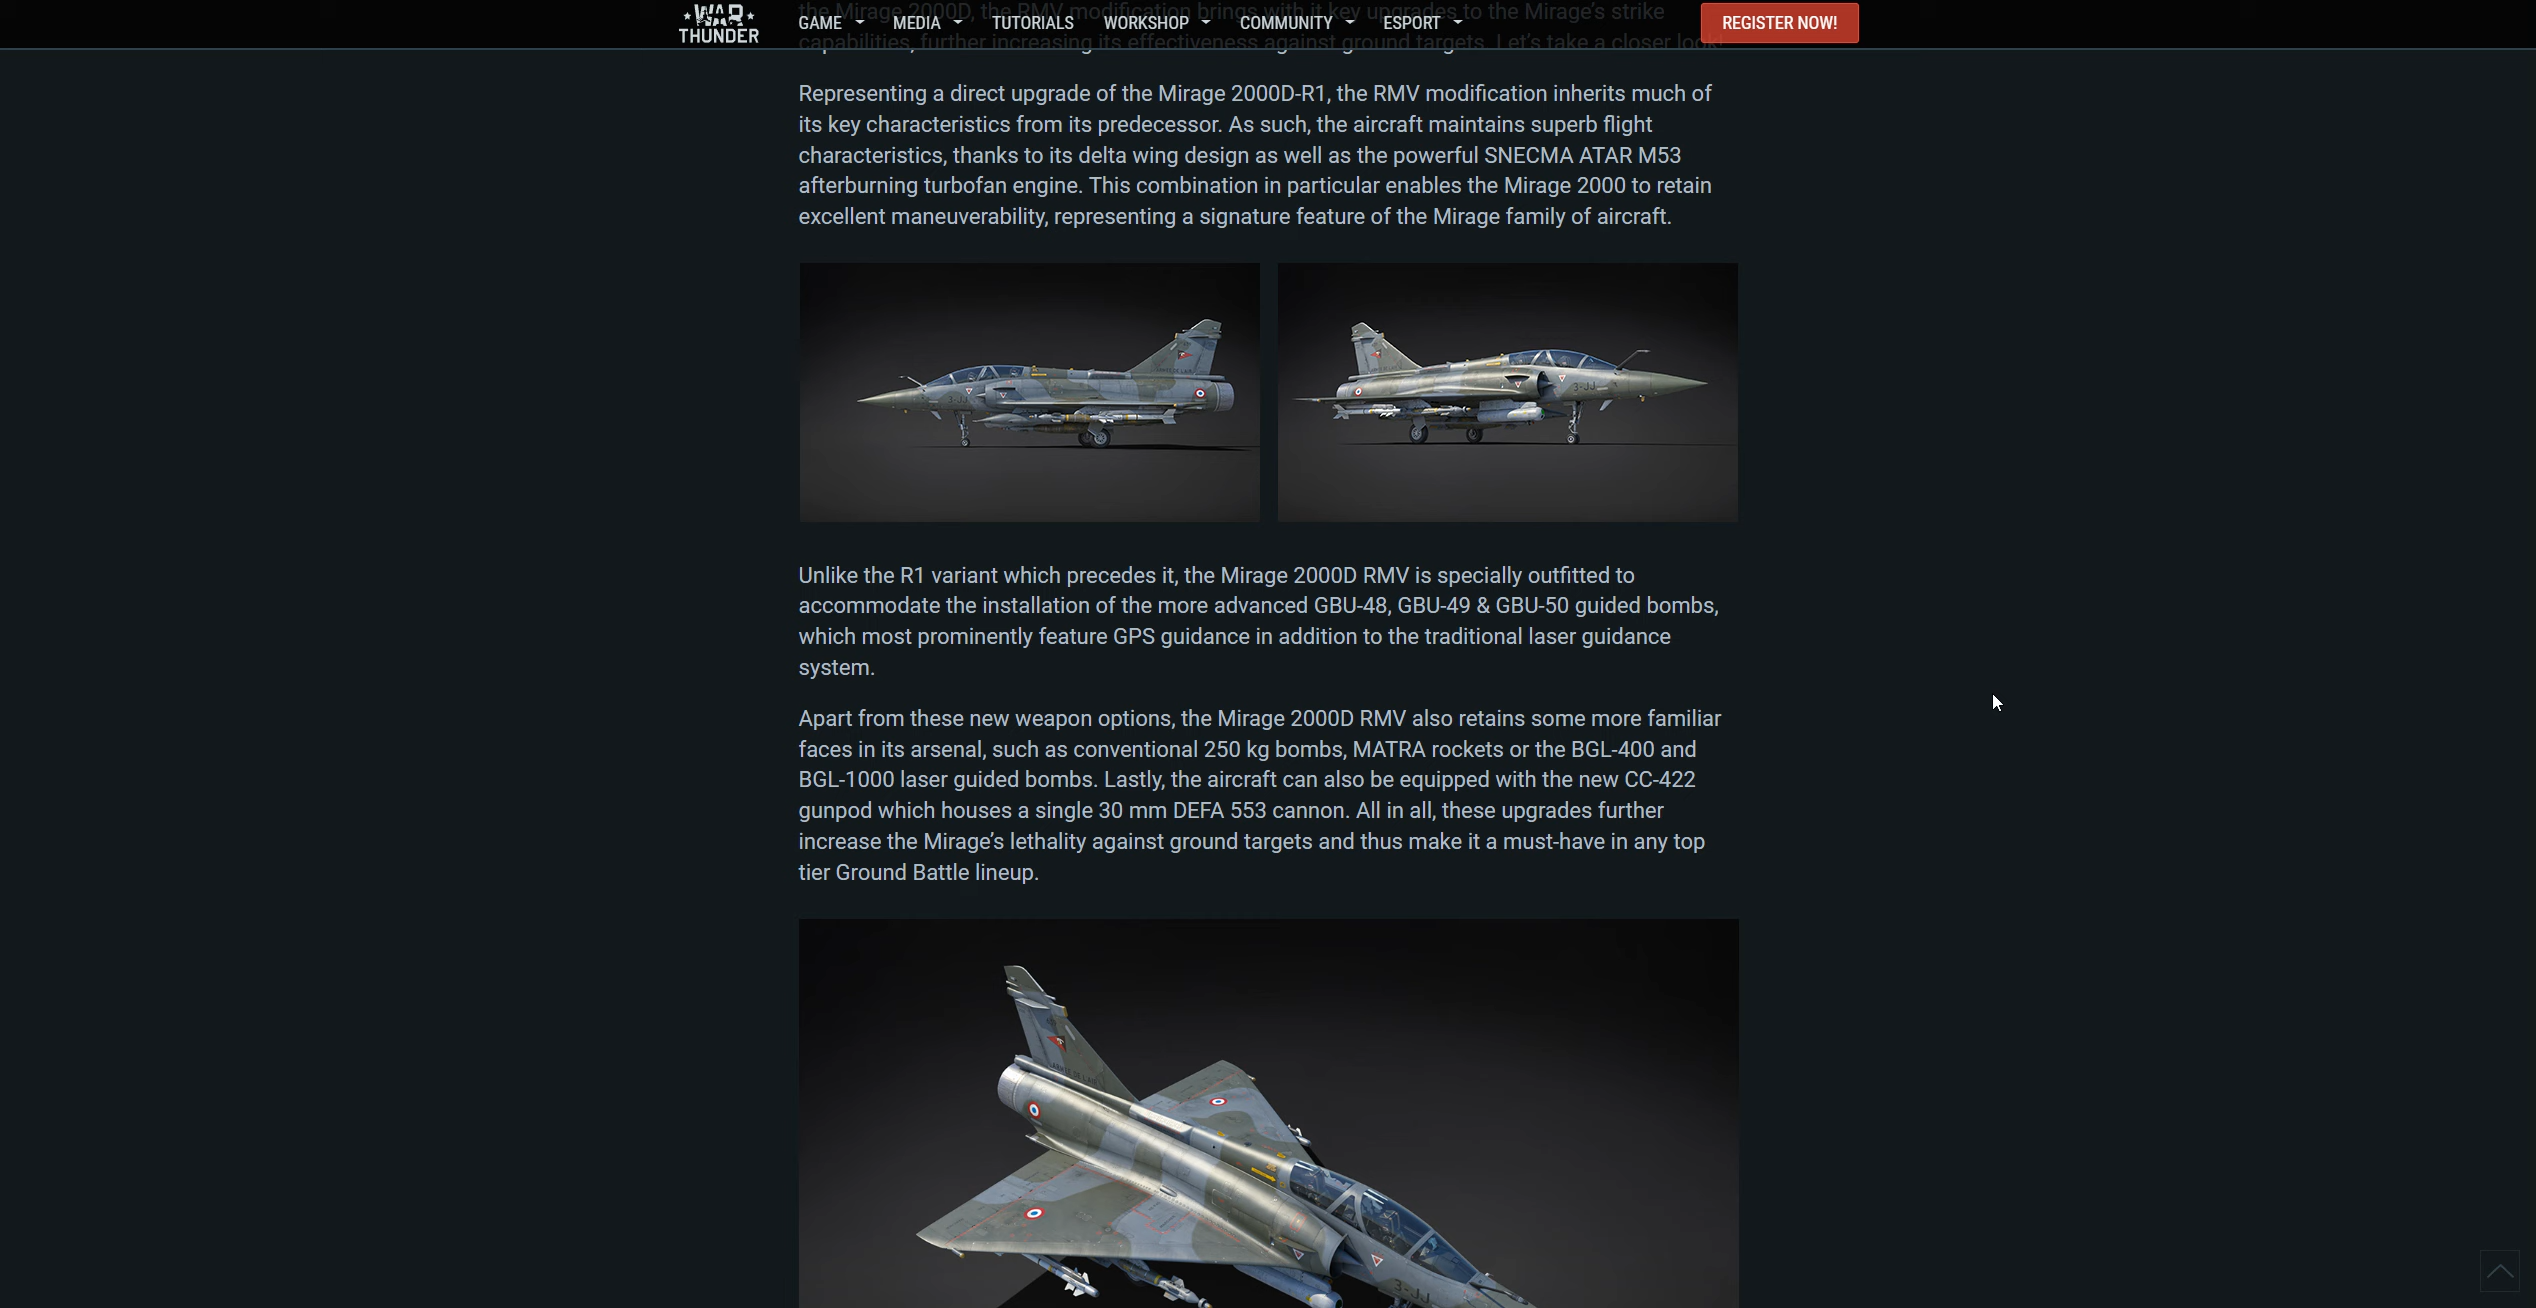 WAR
THUNDER
GAME MEDIA TUTORIALS WORKSHOP COMMUNITY ESPORT REGISTER NOW!
the Mirage 2000D, the RMV modification brings with it key upgrades to the Mirage’s strike
capabilities, further increasing its effectiveness against ground targets. Let’s take a closer look!
Representing a direct upgrade of the Mirage 2000D-R1, the RMV modification inherits much of
its key characteristics from its predecessor. As such, the aircraft maintains superb flight
characteristics, thanks to its delta wing design as well as the powerful SNECMA ATAR M53
afterburning turbofan engine. This combination in particular enables the Mirage 2000 to retain
excellent maneuverability, representing a signature feature of the Mirage family of aircraft.
3-JJ
3-JJ
Unlike the R1 variant which precedes it, the Mirage 2000D RMV is specially outfitted to
accommodate the installation of the more advanced GBU-48, GBU-49 & GBU-50 guided bombs,
which most prominently feature GPS guidance in addition to the traditional laser guidance
system.
Apart from these new weapon options, the Mirage 2000D RMV also retains some more familiar
faces in its arsenal, such as conventional 250 kg bombs, MATRA rockets or the BGL-400 and
BGL-1000 laser guided bombs. Lastly, the aircraft can also be equipped with the new CC-422
gunpod which houses a single 30 mm DEFA 553 cannon. All in all, these upgrades further
increase the Mirage’s lethality against ground targets and thus make it a must-have in any top
tier Ground Battle lineup.
3-JJ